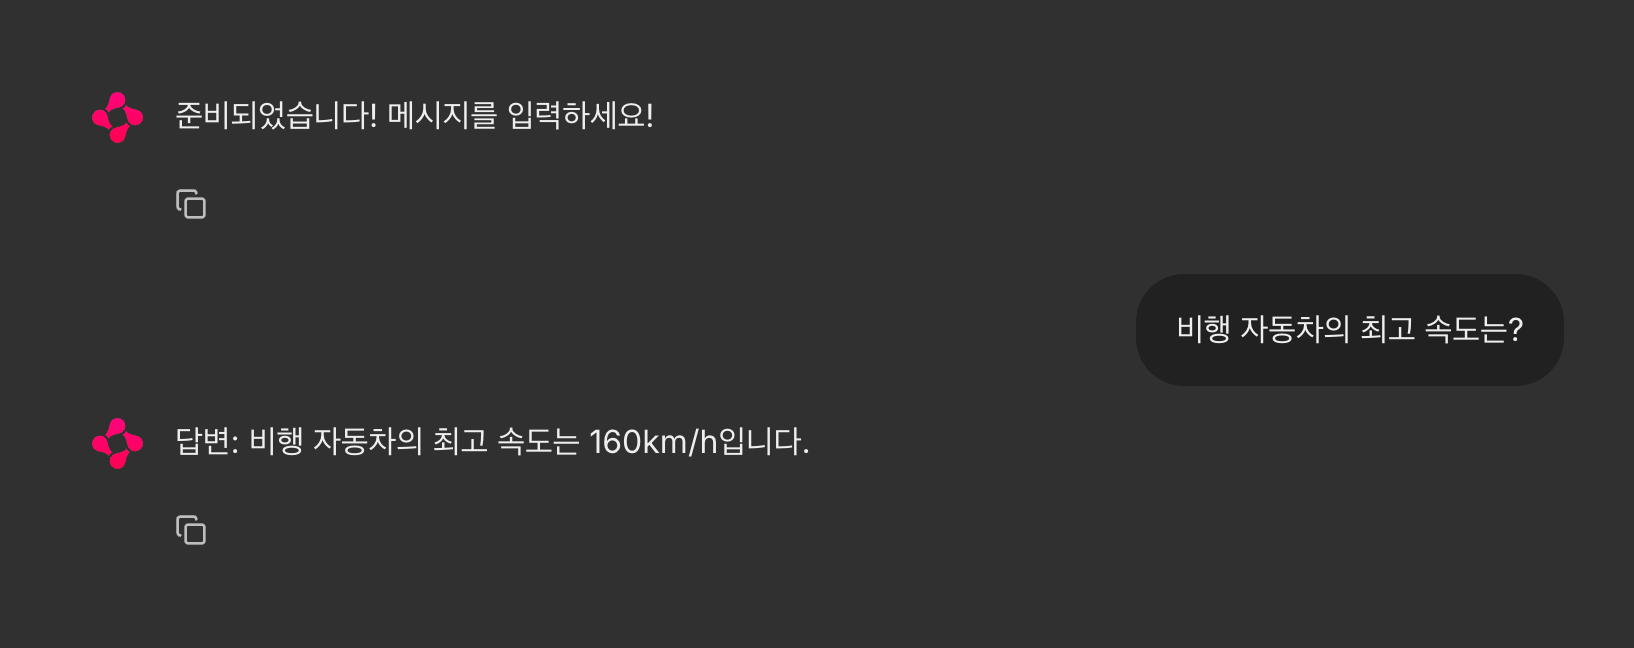 준비되었습니다! 메시지를 입력하세요!
비행 자동차의 최고 속도는?
답변: 비행 자동차의 최고 속도는 160km/h입니다.